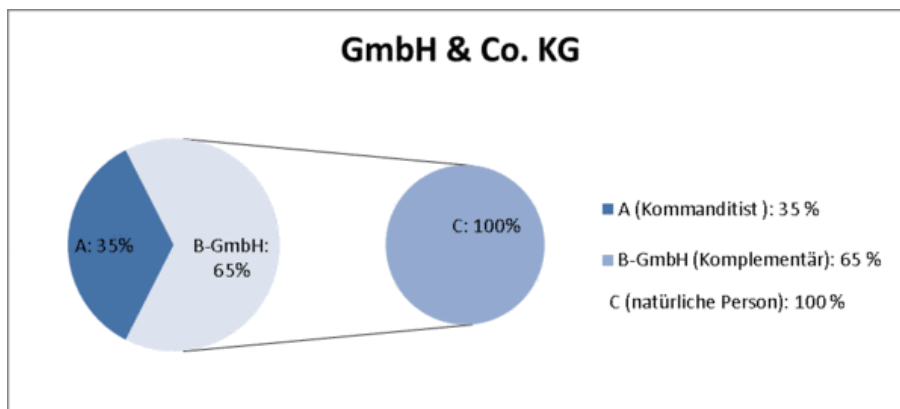 GmbH & Co. KG
A: 35%
B-GmbH:
65%
C: 100%
A (Kommanditist ): 35 %
B-GmbH (Komplementär): 65 %
C (natürliche Person): 100 %